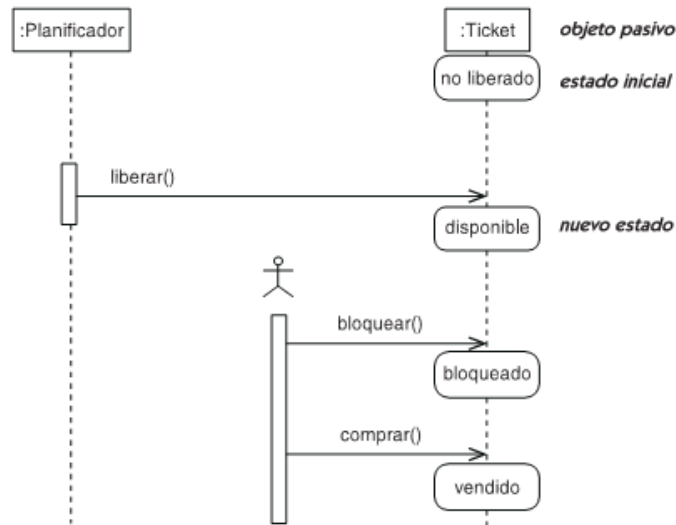 :Planificador
:Ticket
objeto pasivo
no liberado
estado inicial
liberar()
disponible
nuevo estado
bloquear()
bloqueado
comprar()
vendido